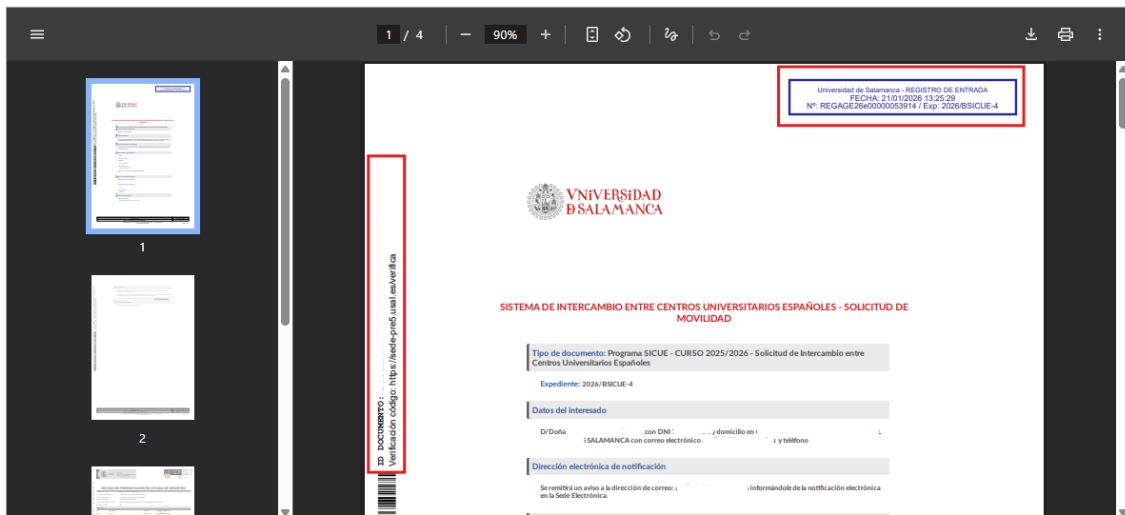 1 / 4
90%
1
2
Universidad de Salamanca - REGISTRO DE ENTRADA
FECHA: 21/01/2026 13:25:29
Nº: REGAGE26e00000053914 / Exp: 2026/BSICUE-4
VNiVERSiDAD
D SALAMANCA
ID DOCUMENTO:
Verificación código: https://sede-pre5.usal.es/verifica
SISTEMA DE INTERCAMBIO ENTRE CENTROS UNIVERSITARIOS ESPAÑOLES - SOLICITUD DE
MOVILIDAD
Tipo de documento: Programa SICUE - CURSO 2025/2026 - Solicitud de Intercambio entre
Centros Universitarios Españoles
Expediente: 2026/BSICUE-4
Datos del interesado
D/Doña con DNI y domicilio en
SALAMANCA con correo electrónico y teléfono
Dirección electrónica de notificación
Se remitirá un aviso a la dirección de correo: informándole de la notificación electrónica
en la Sede Electrónica.